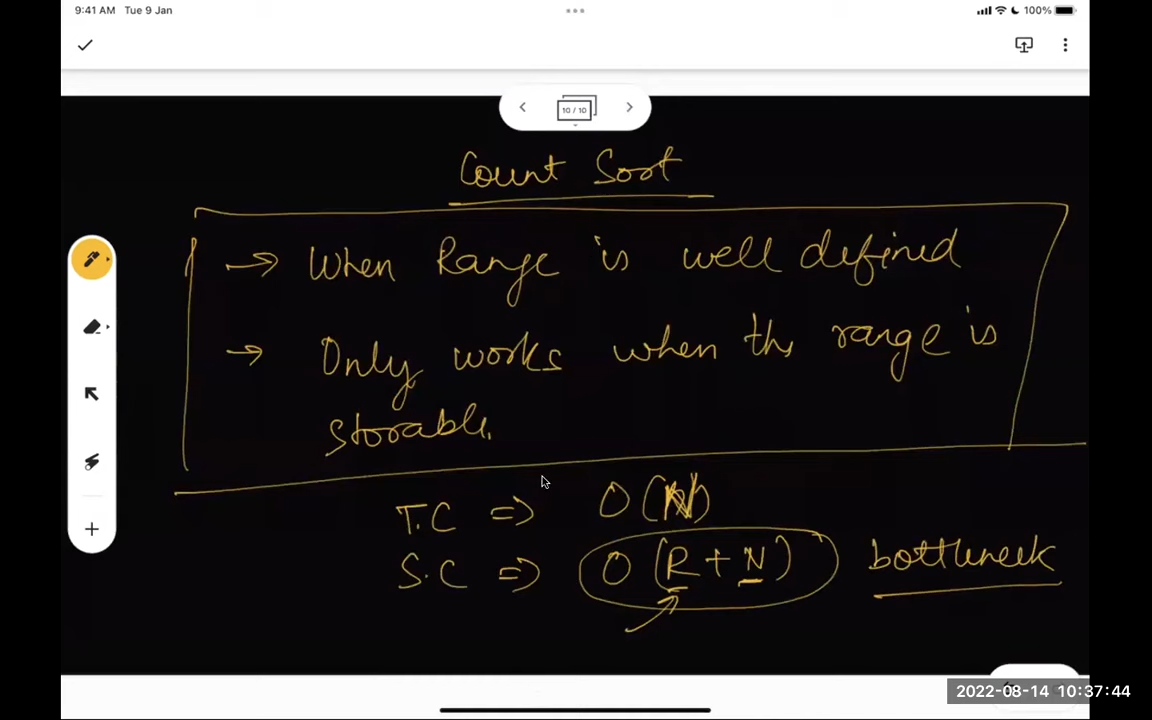 9:41 AM Tue 9 Jan
100%
10 / 10
Count Sort
→ When Range is well defined
→ Only works when the range is
storable.
T.C => O(N)
S.C => O(R+N) bottleneck
2022-08-14 10:37:44